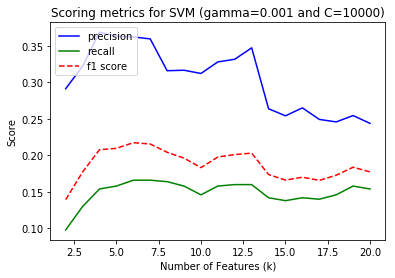 Scoring metrics for SVM (gamma=0.001 and C=10000)
precision
recall
f1 score
0.35
0.30
0.25
0.20
0.15
0.10
Score
2.5 5.0 7.5 10.0 12.5 15.0 17.5 20.0
Number of Features (k)